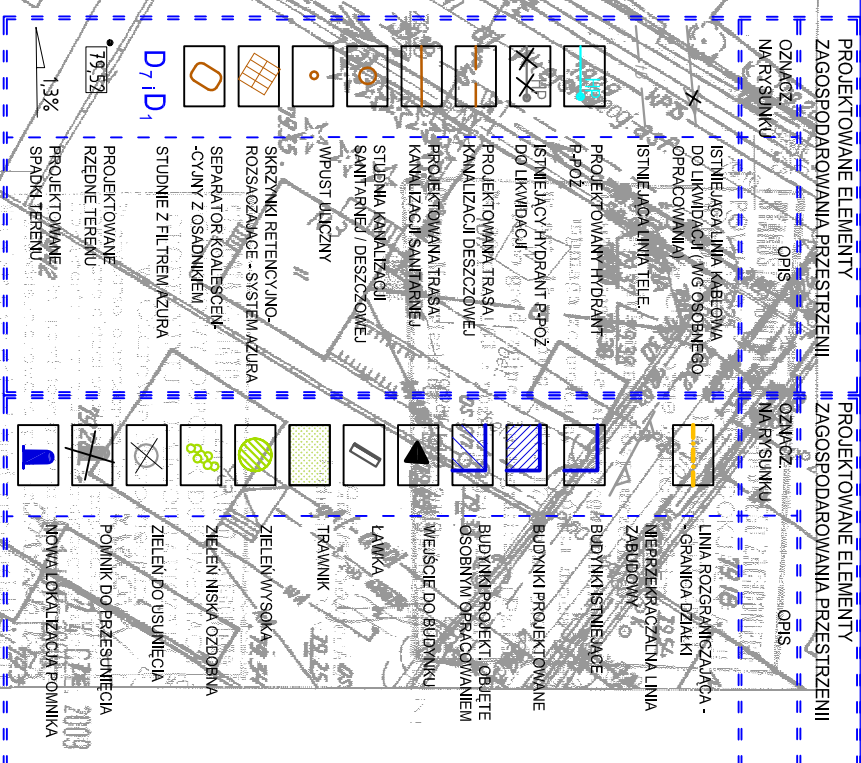 PROJEKTOWANE ELEMENTY
ZAGOSPODAROWANIA PRZESTRZENII
OZNACZ.
NA RYSUNKU
OPIS
ISTNIEJĄCA LINIA KABLOWA
DO LIKWIDACJI (WG OSOBNEGO
OPRACOWANIA)
ISTNIEJĄCA LINIA TELE.
PROJEKTOWANY HYDRANT
P-POŻ
ISTNIEJĄCY HYDRANT P-POŻ
DO LIKWIDACJI
PROJEKTOWANA TRASA
KANALIZACJI DESZCZOWEJ
PROJEKTOWANA TRASA
KANALIZACJI SANITARNEJ
STUDNIA KANALIZACJI
SANITARNEJ / DESZCZOWEJ
WPUST ULICZNY
SKRZYNKI RETENCYJNO-
ROZSĄCZAJĄCE - SYSTEM AZURA
SEPARATOR KOALESCEN-
-CYJNY Z OSADNIKIEM
D7 i D1
STUDNIE Z FILTREM AZURA
79,52
PROJEKTOWANE
RZĘDNE TERENU
1,3%
PROJEKTOWANE
SPADKI TERENU
PROJEKTOWANE ELEMENTY
ZAGOSPODAROWANIA PRZESTRZENII
OZNACZ.
NA RYSUNKU
OPIS
LINIA ROZGRANICZAJĄCA -
- GRANICA DZIAŁKI
NIEPRZEKRACZALNA LINIA
ZABUDOWY
BUDYNKI ISTNIEJĄCE
BUDYNKI PROJEKTOWANE
BUDYNKI PROJEKT. OBJĘTE
OSOBNYM OPRACOWANIEM
WEJŚCIE DO BUDYNKU
ŁAWKA
TRAWNIK
ZIELEŃ WYSOKA
ZIELEŃ NISKA OZDOBNA
ZIELEŃ DO USUNIĘCIA
POMNIK DO PRZESUNIĘCIA
NOWA LOKALIZACJA POMNIKA
79.25
2009